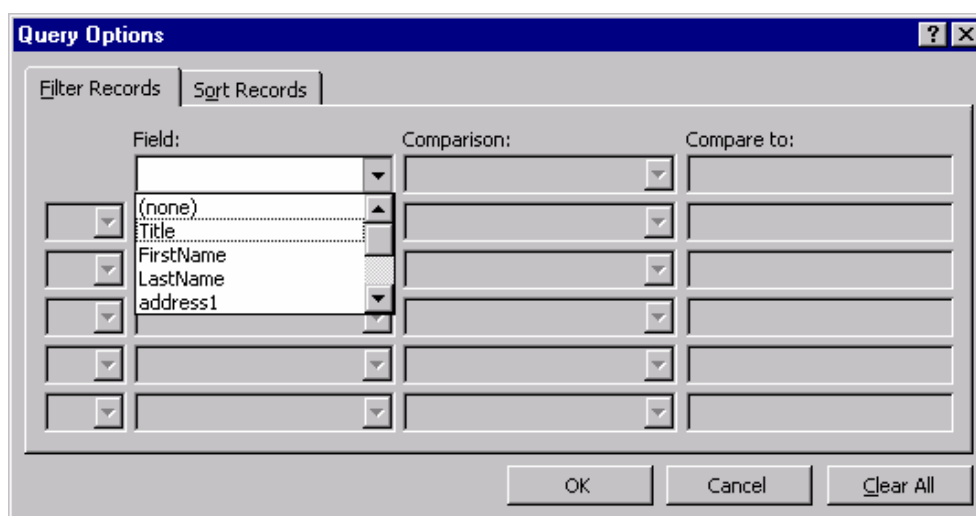 Query Options
Filter Records Sort Records
Field: Comparison: Compare to:
(none)
Title
FirstName
LastName
address1
OK Cancel Clear All